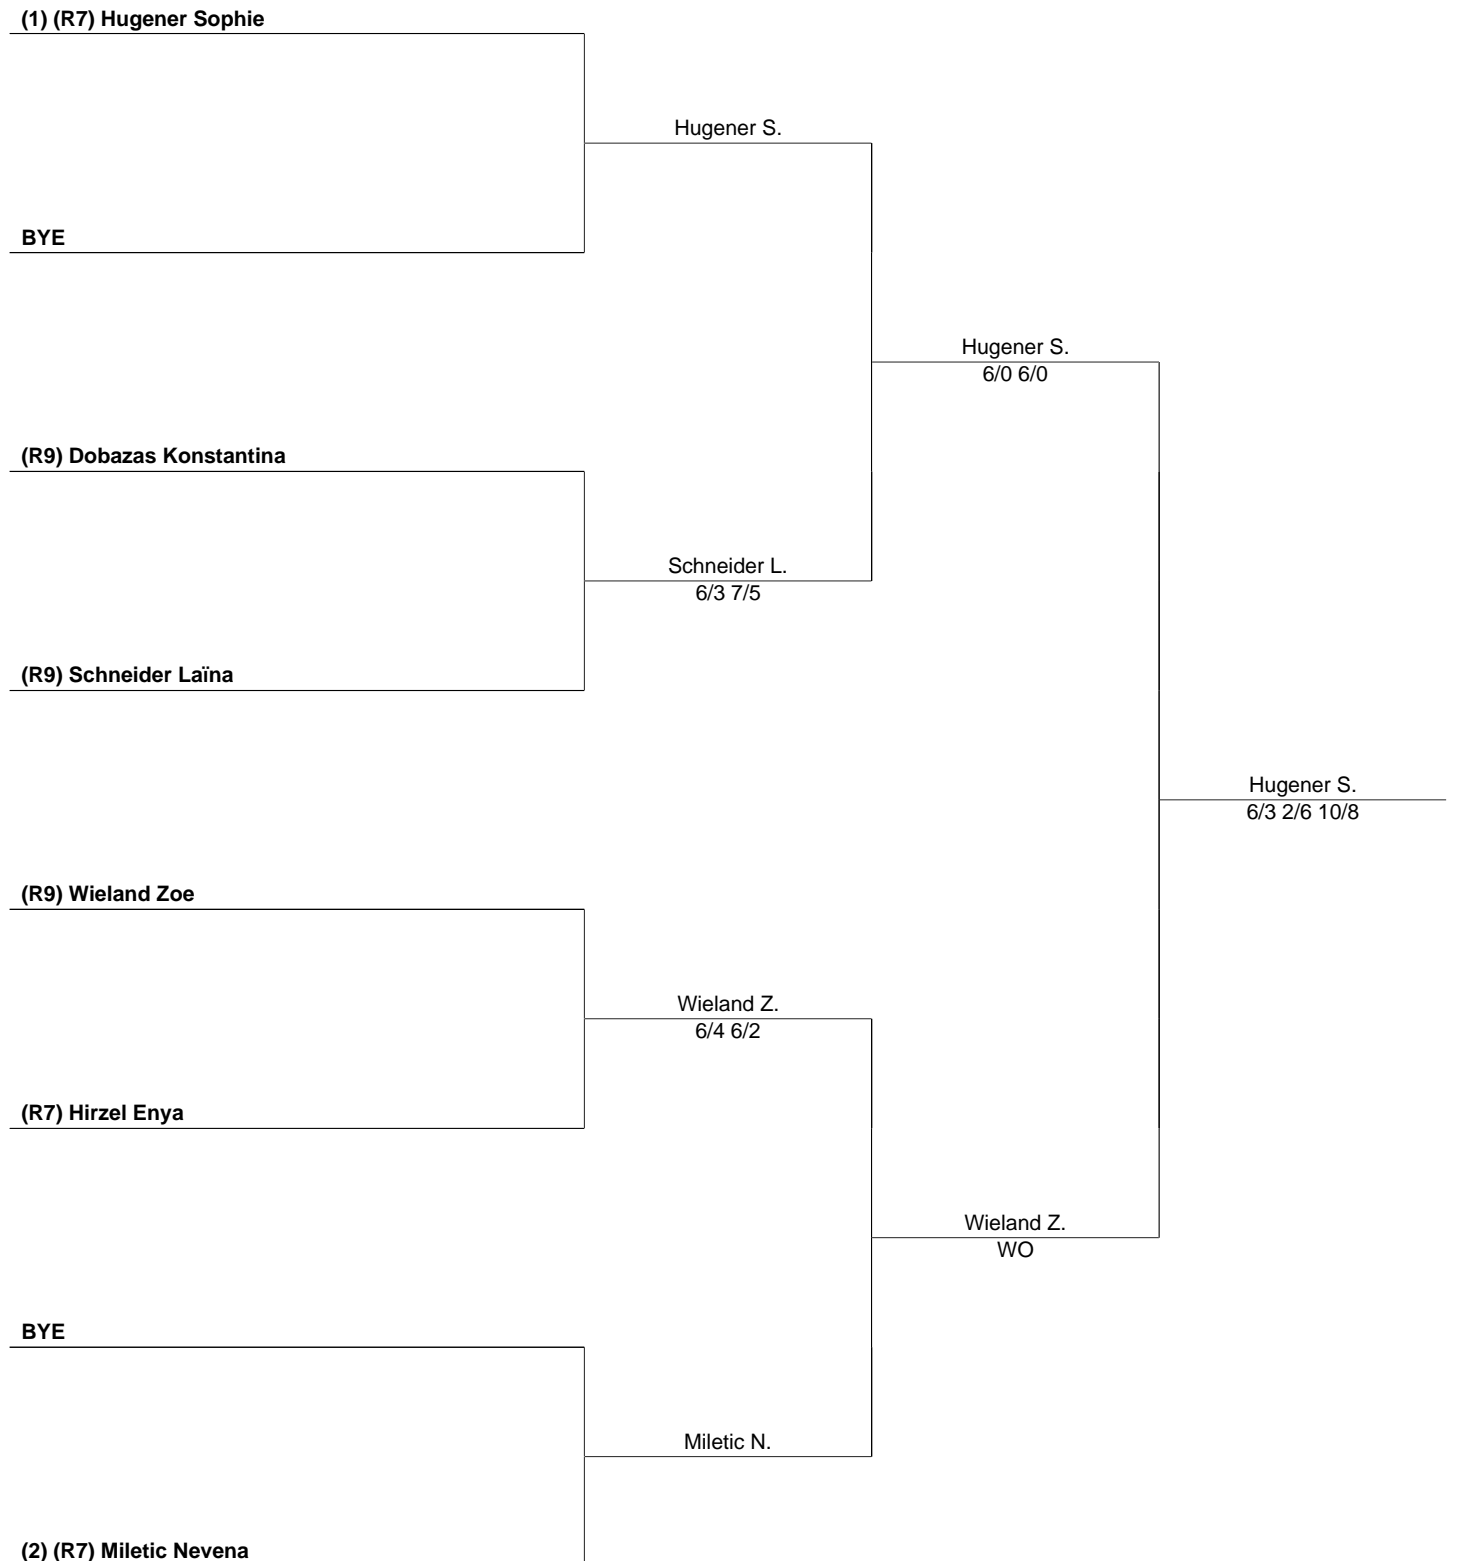 (1) (R7) Hugener Sophie
Hugener S.
BYE
Hugener S.
6/0 6/0
(R9) Dobazas Konstantina
Schneider L.
6/3 7/5
(R9) Schneider Laïna
Hugener S.
6/3 2/6 10/8
(R9) Wieland Zoe
Wieland Z.
6/4 6/2
(R7) Hirzel Enya
Wieland Z.
WO
BYE
Miletic N.
(2) (R7) Miletic Nevena